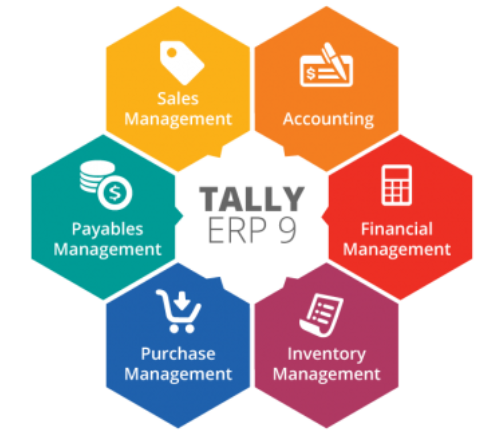 Sales
Management
Accounting
Payables
Management
TALLY
ERP 9
Financial
Management
Purchase
Management
Inventory
Management